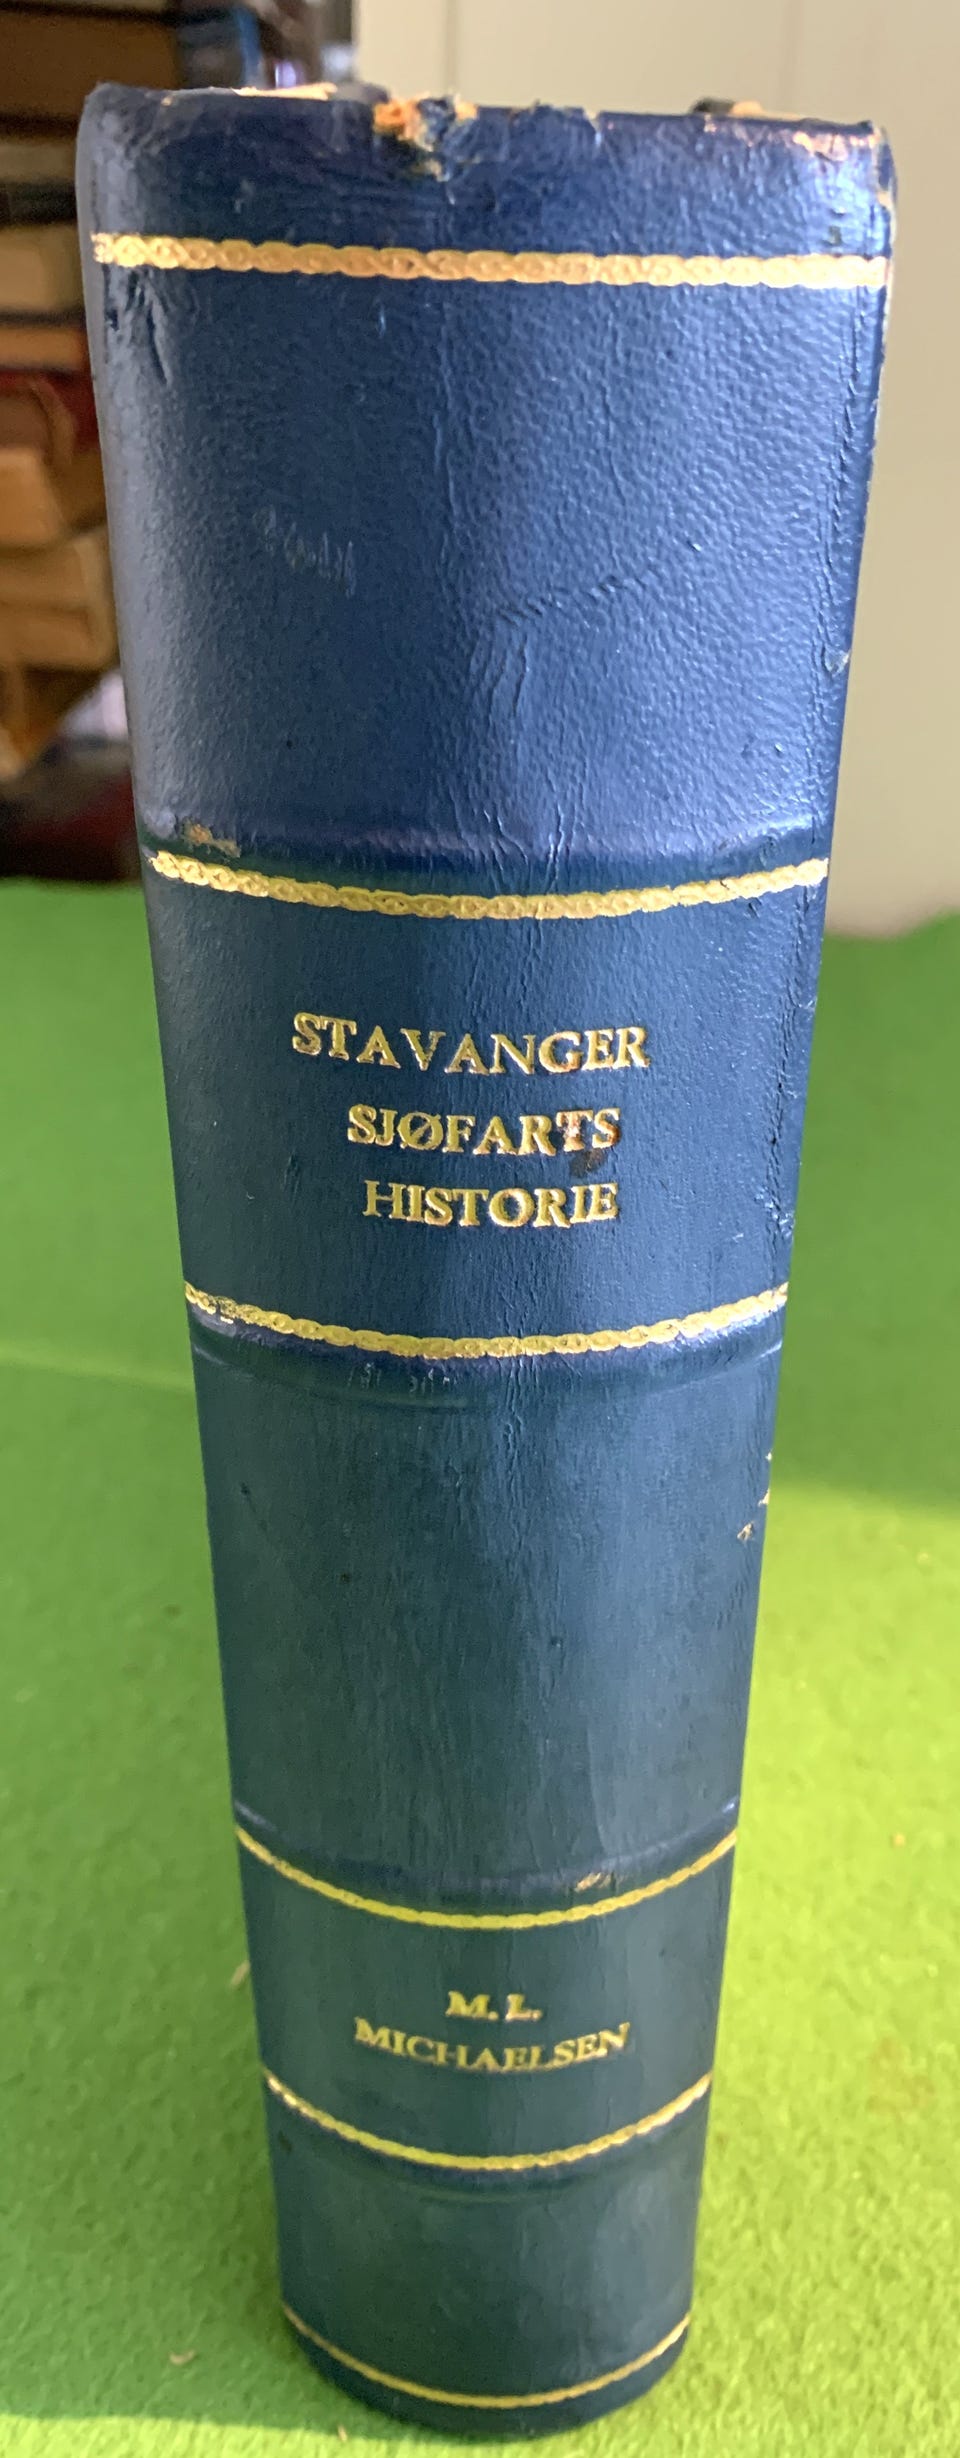 STAVANGER
SJØFARTS
HISTORIE
M. L.
MICHAELSEN